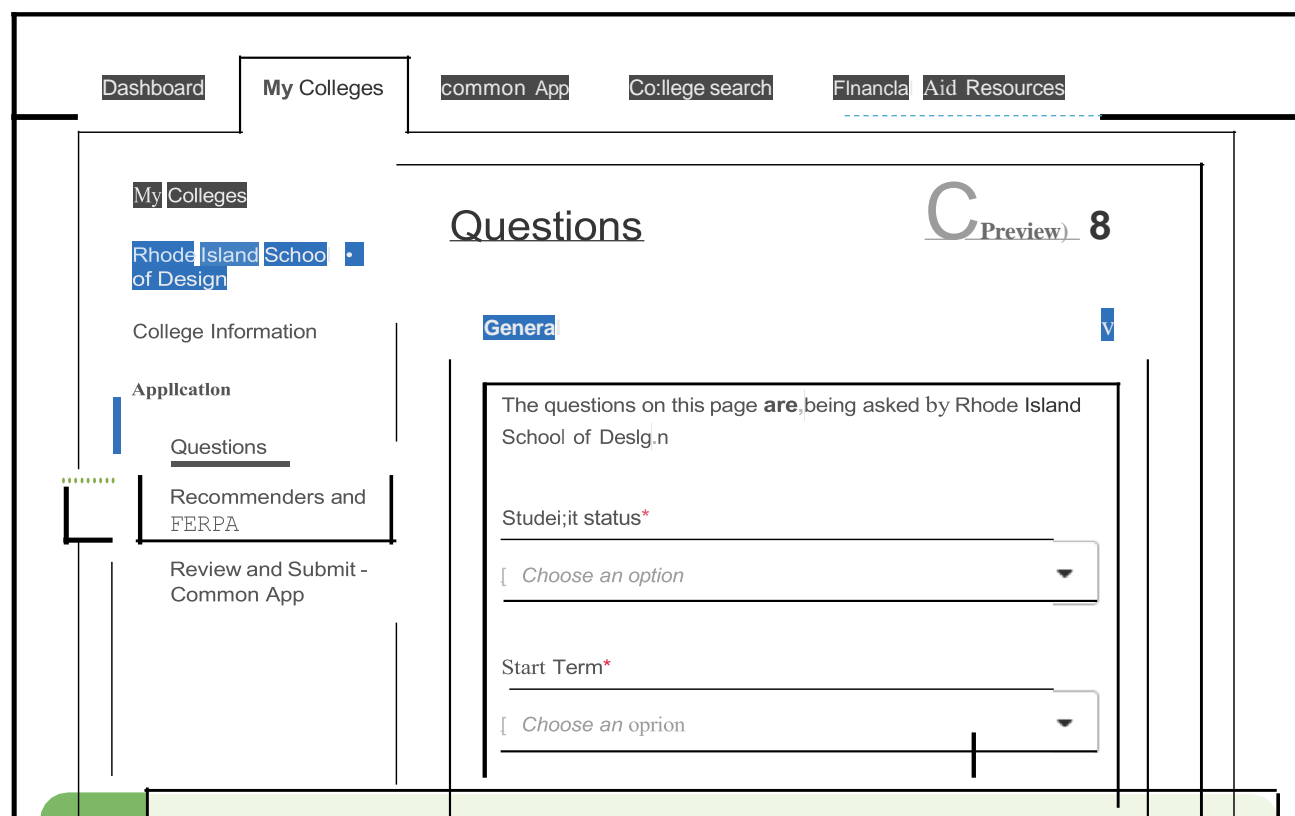 Dashboard My Colleges common App Co:llege search FInancla Aid Resources
My Colleges
Rhode Island Schoo •
of Design
College Information
Appllcatlon
Questions
Recommenders and
FERPA
Review and Submit -
Common App
Questions
C Preview) 8
Genera v
The questions on this page are,being asked by Rhode Island
School of Deslg.n
Studei;it status*
[ Choose an option
Start Term*
[ Choose an oprion